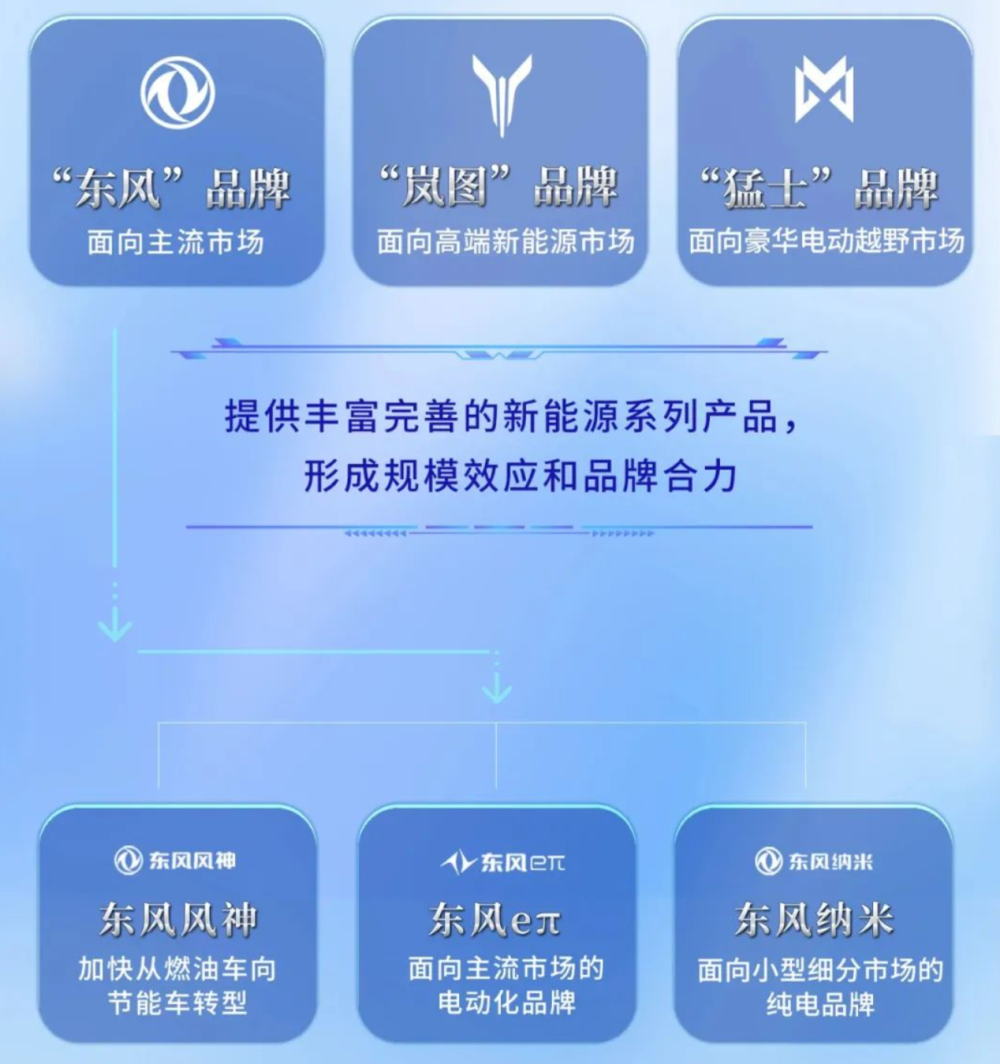 “东风”品牌
面向主流市场
“岚图”品牌
面向高端新能源市场
“猛士”品牌
面向豪华电动越野市场
提供丰富完善的新能源系列产品，
形成规模效应和品牌合力
东风风神
东风风神
加快从燃油车向
节能车转型
东风eπ
东风eπ
面向主流市场的
电动化品牌
东风纳米
东风纳米
面向小型细分市场的
纯电品牌